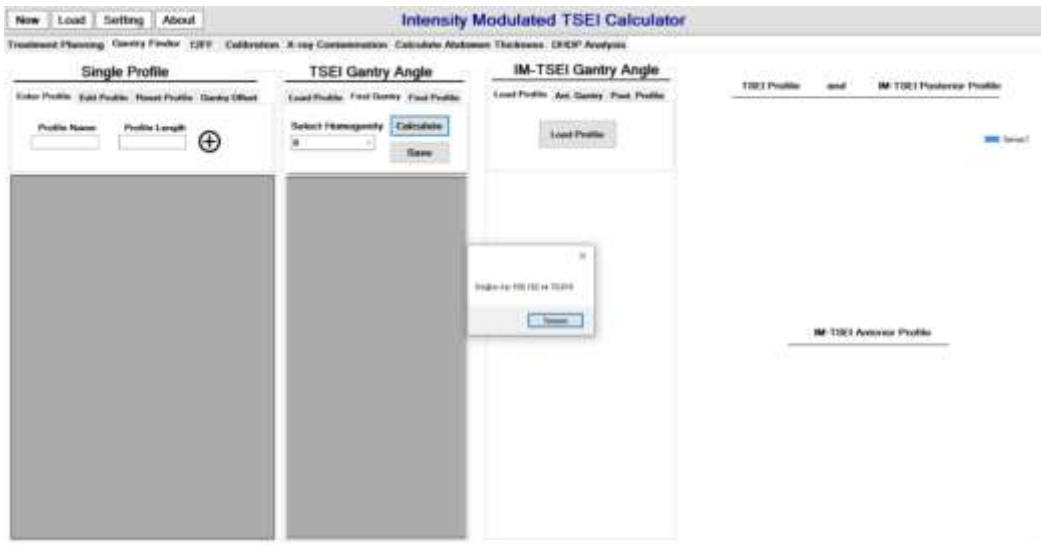 New Load Setting About
Intensity Modulated TSEI Calculator
Treatment Planning Gantry Finder Calibration X-ray Contamination Calculate Abdomen Thickness Analysis
Single Profile
Enter Profile Edit Profile Reset Profile Gantry Offset
Profile Name Profile Length
TSEI Gantry Angle
Load Profile Find Gantry Find Profile
Select Homogeneity Calculate
Save
IM-TSEI Gantry Angle
Load Profile Ant. Gantry Post. Profile
Load Profile
TSEI Profile and IM-TSEI Posterior Profile
Series1
IM-TSEI Anterior Profile